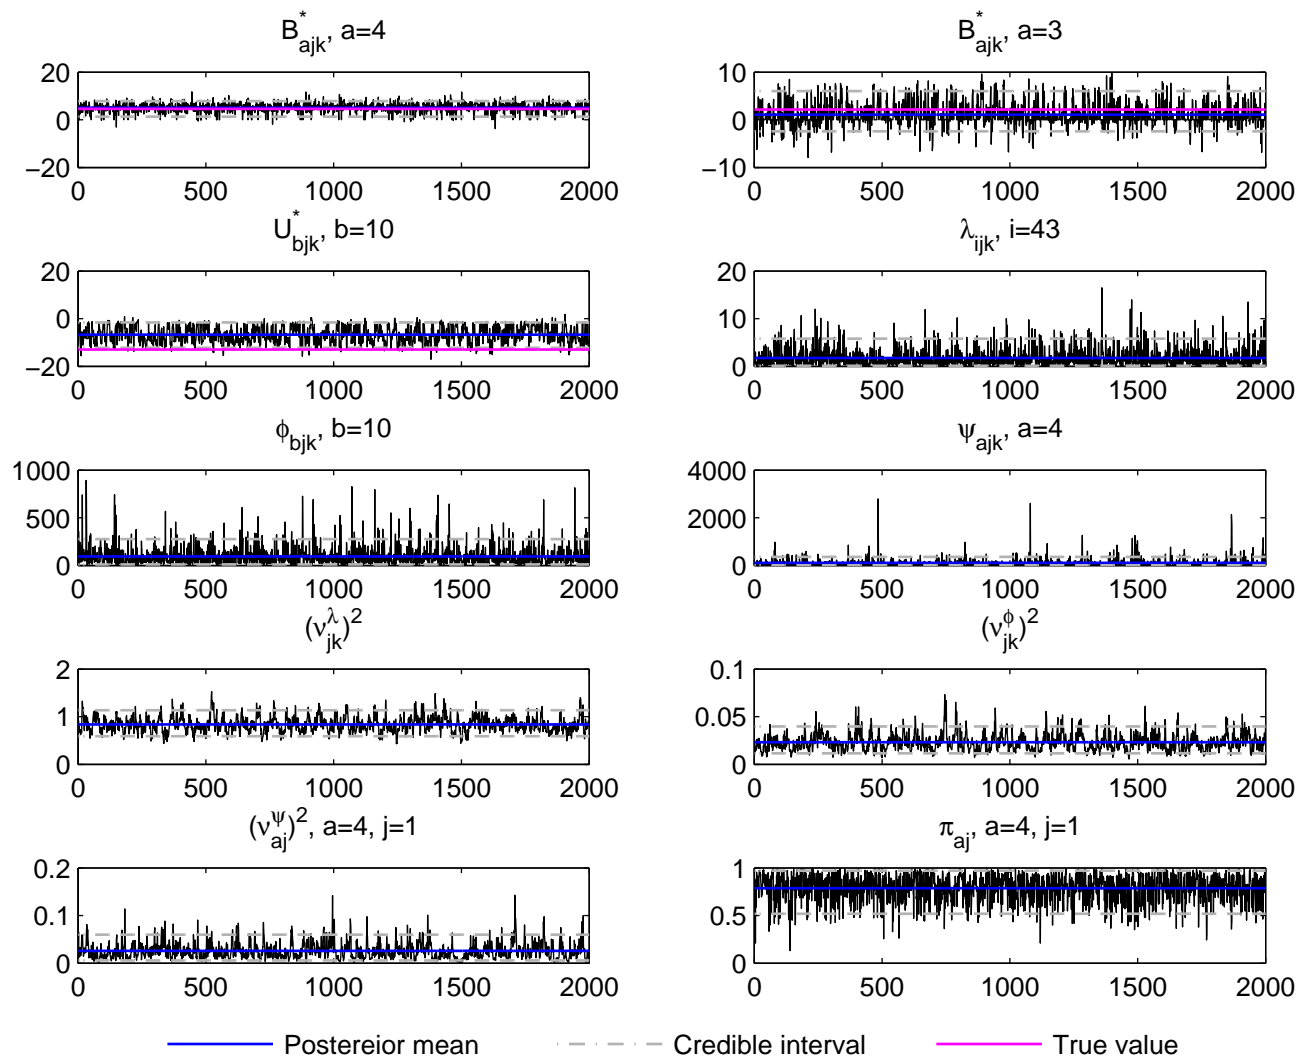 B*ajk, a=4
B*ajk, a=3
20
0
−20
0 500 1000 1500 2000
10
0
−10
0 500 1000 1500 2000
U*bjk, b=10
λijk, i=43
20
0
−20
0 500 1000 1500 2000
20
10
0
0 500 1000 1500 2000
ϕbjk, b=10
ψajk, a=4
1000
500
0
0 500 1000 1500 2000
4000
2000
0
0 500 1000 1500 2000
(νλjk)2
(νϕjk)2
2
1
0
0 500 1000 1500 2000
0.1
0.05
0
0 500 1000 1500 2000
(νψaj)2, a=4, j=1
πaj, a=4, j=1
0.2
0.1
0
0 500 1000 1500 2000
1
0.5
0
0 500 1000 1500 2000
Postereior mean Credible interval True value